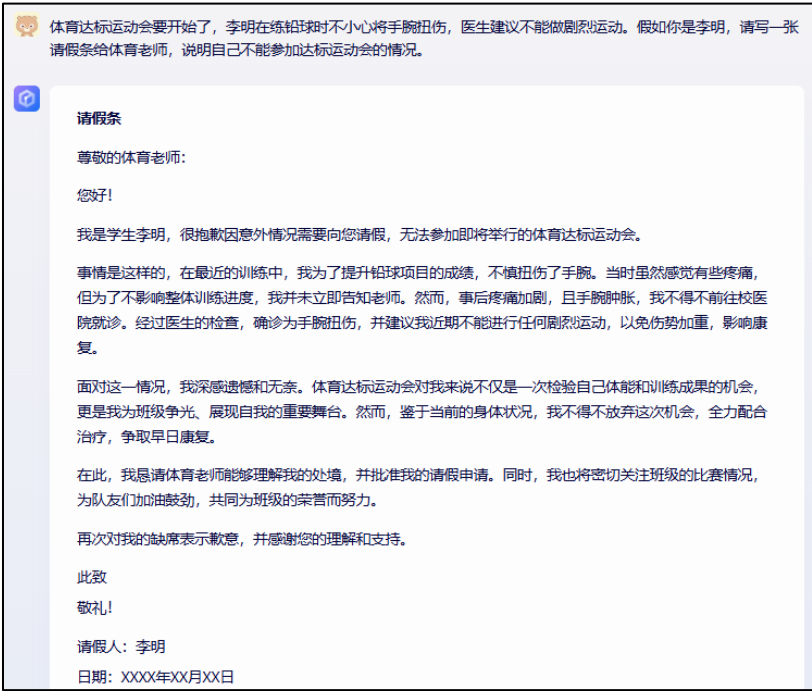 体育达标运动会要开始了，李明在练铅球时不小心将手腕扭伤，医生建议不能做剧烈运动。假如你是李明，请写一张
请假条给体育老师，说明自己不能参加达标运动会的情况。
请假条
尊敬的体育老师：
您好！
我是学生李明，很抱歉因意外情况需要向您请假，无法参加即将举行的体育达标运动会。
事情是这样的，在最近的训练中，我为了提升铅球项目的成绩，不慎扭伤了手腕。当时虽然感觉有些疼痛，
但为了不影响整体训练进度，我并未立即告知老师。然而，事后疼痛加剧，且手腕肿胀，我不得不前往校医
院就诊。经过医生的检查，确诊为手腕扭伤，并建议我近期不能进行任何剧烈运动，以免伤势加重，影响康
复。
面对这一情况，我深感遗憾和无奈。体育达标运动会对我来说不仅是一次检验自己体能和训练成果的机会，
更是我为班级争光、展现自我的重要舞台。然而，鉴于当前的身体状况，我不得不放弃这次机会，全力配合
治疗，争取早日康复。
在此，我恳请体育老师能够理解我的处境，并批准我的请假申请。同时，我也将密切关注班级的比赛情况，
为队友们加油鼓劲，共同为班级的荣誉而努力。
再次对我的缺席表示歉意，并感谢您的理解和支持。
此致
敬礼！
请假人：李明
日期：XXXX年XX月XX日